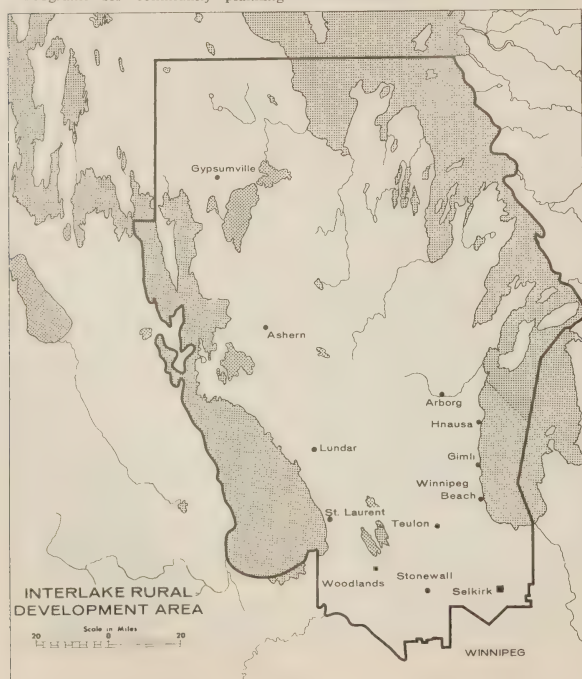 Gypsumville
Ashern
Arborg
Hnausa
Lundar
Gimli
Winnipeg
Beach
St. Laurent
Teulon
Woodlands
Stonewall
Selkirk
INTERLAKE RURAL
DEVELOPMENT AREA
Scale in Miles
20 0 20
WINNIPEG